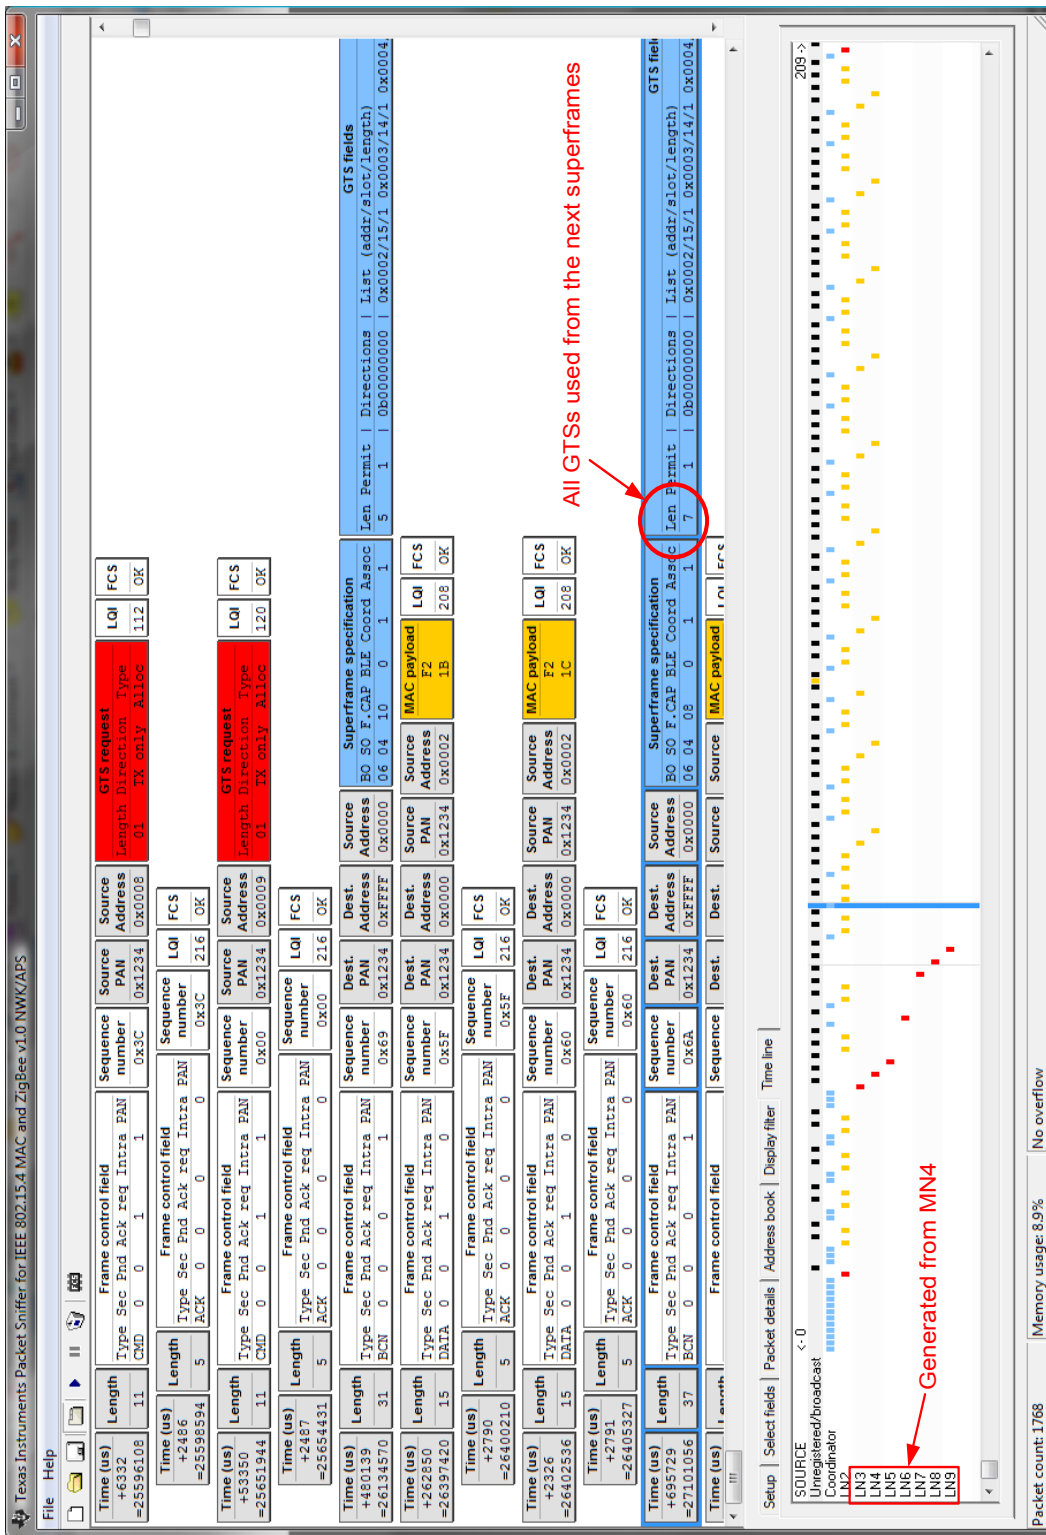 Texas Instruments Packet Sniffer for IEEE 802.15.4 MAC and ZigBee v1.0 NWK/APS
File Help
Time (us) +6332 =25596108 Length 11 Frame control field Type Sec Pnd Ack req Intra PAN CMD 0 0 1 1 Sequence number 0x3C Source PAN 0x1234 Source Address 0x0008 GTS request Length Direction Type 01 TX only Alloc LQI 112 FCS OK
Time (us) +2486 =25598594 Length 5 Frame control field Type Sec Pnd Ack req Intra PAN ACK 0 0 0 0 Sequence number 0x3C LQI 216 FCS OK
Time (us) +53350 =25651944 Length 11 Frame control field Type Sec Pnd Ack req Intra PAN CMD 0 0 1 1 Sequence number 0x00 Source PAN 0x1234 Source Address 0x0009 GTS request Length Direction Type 01 TX only Alloc LQI 120 FCS OK
Time (us) +2487 =25654431 Length 5 Frame control field Type Sec Pnd Ack req Intra PAN ACK 0 0 0 0 Sequence number 0x00 LQI 216 FCS OK
Time (us) +480139 =26134570 Length 31 Frame control field Type Sec Pnd Ack req Intra PAN BCN 0 0 0 1 Sequence number 0x69 Dest. PAN 0x1234 Dest. Address 0xFFFF Source Address 0x0000 Superframe specification BO SO F.CAP BLE Coord Assoc 06 04 10 0 1 1 GTS fields Len Permit | Directions | List (addr/slot/length) 5 1 | 0b00000000 | 0x0002/15/1 0x0003/14/1 0x0004,
Time (us) +262850 =26397420 Length 15 Frame control field Type Sec Pnd Ack req Intra PAN DATA 0 0 1 0 Sequence number 0x5F Dest. PAN 0x1234 Dest. Address 0x0000 Source PAN 0x1234 Source Address 0x0002 MAC payload F2 1B LQI 208 FCS OK
Time (us) +2790 =26400210 Length 5 Frame control field Type Sec Pnd Ack req Intra PAN ACK 0 0 0 0 Sequence number 0x5F LQI 216 FCS OK
Time (us) +2326 =26402536 Length 15 Frame control field Type Sec Pnd Ack req Intra PAN DATA 0 0 1 0 Sequence number 0x60 Dest. PAN 0x1234 Dest. Address 0x0000 Source PAN 0x1234 Source Address 0x0002 MAC payload F2 1C LQI 208 FCS OK
All GTSs used from the next superframes
Time (us) +2791 =26405327 Length 5 Frame control field Type Sec Pnd Ack req Intra PAN ACK 0 0 0 0 Sequence number 0x60 LQI 216 FCS OK
Time (us) +695729 =27101056 Length 37 Frame control field Type Sec Pnd Ack req Intra PAN BCN 0 0 0 1 Sequence number 0x6A Dest. PAN 0x1234 Dest. Address 0xFFFF Source Address 0x0000 Superframe specification BO SO F.CAP BLE Coord Assoc 06 04 08 0 1 1 GTS fiel Len Permit | Directions | List (addr/slot/length) 7 1 | 0b00000000 | 0x0002/15/1 0x0003/14/1 0x0004,
Time (us) Length Frame control field Sequence Dest. Dest. Source Source MAC payload LQI FCS
Setup Select fields Packet details Address book Display filter Time line
SOURCE <- 0 209 ->
Unregistered/broadcast
Coordinator
LN2
LN3
LN4
LN5
LN6
LN7
LN8
LN9
Generated from MN4
Packet count: 1768 Memory usage: 8.9% No overflow